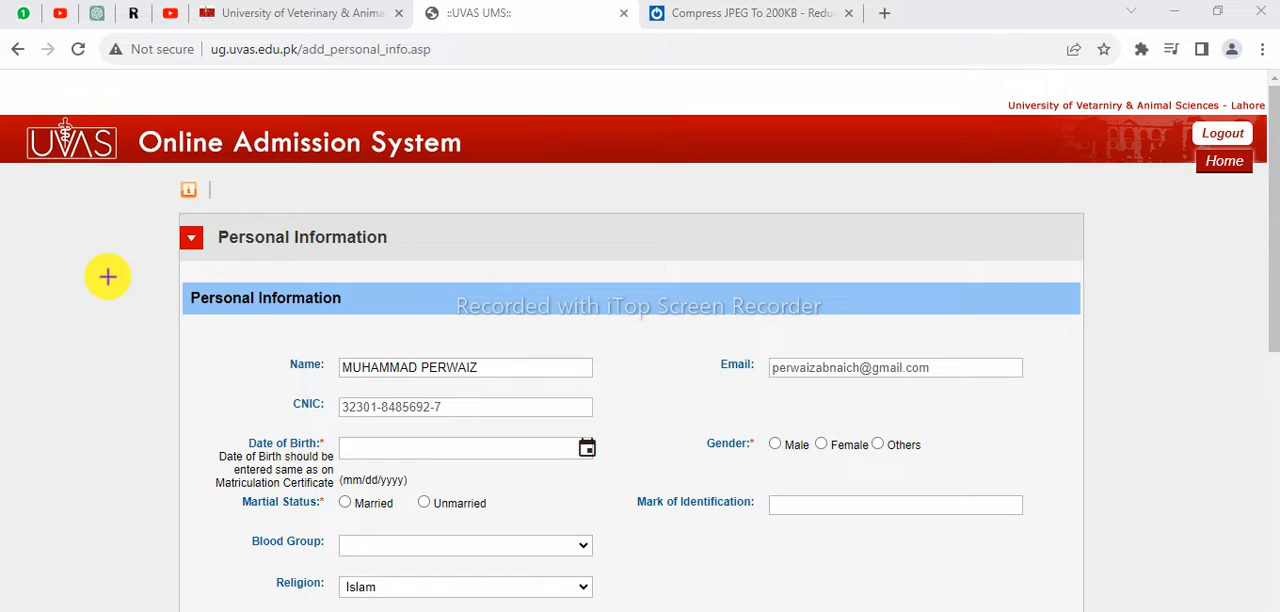 University of Veterinary & Anima
::UVAS UMS::
Compress JPEG To 200KB - Redu
Not secure
ug.uvas.edu.pk/add_personal_info.asp
University of Vetarniry & Animal Sciences - Lahore
UVAS
Online Admission System
Logout
Home
Personal Information
Personal Information
Recorded with iTop Screen Recorder
Name:
MUHAMMAD PERWAIZ
Email:
perwaizabnaich@gmail.com
CNIC:
32301-8485692-7
Date of Birth:*
Date of Birth should be
entered same as on
Matriculation Certificate
(mm/dd/yyyy)
Gender:*
Male
Female
Others
Martial Status:*
Married
Unmarried
Mark of Identification:
Blood Group:
Religion:
Islam